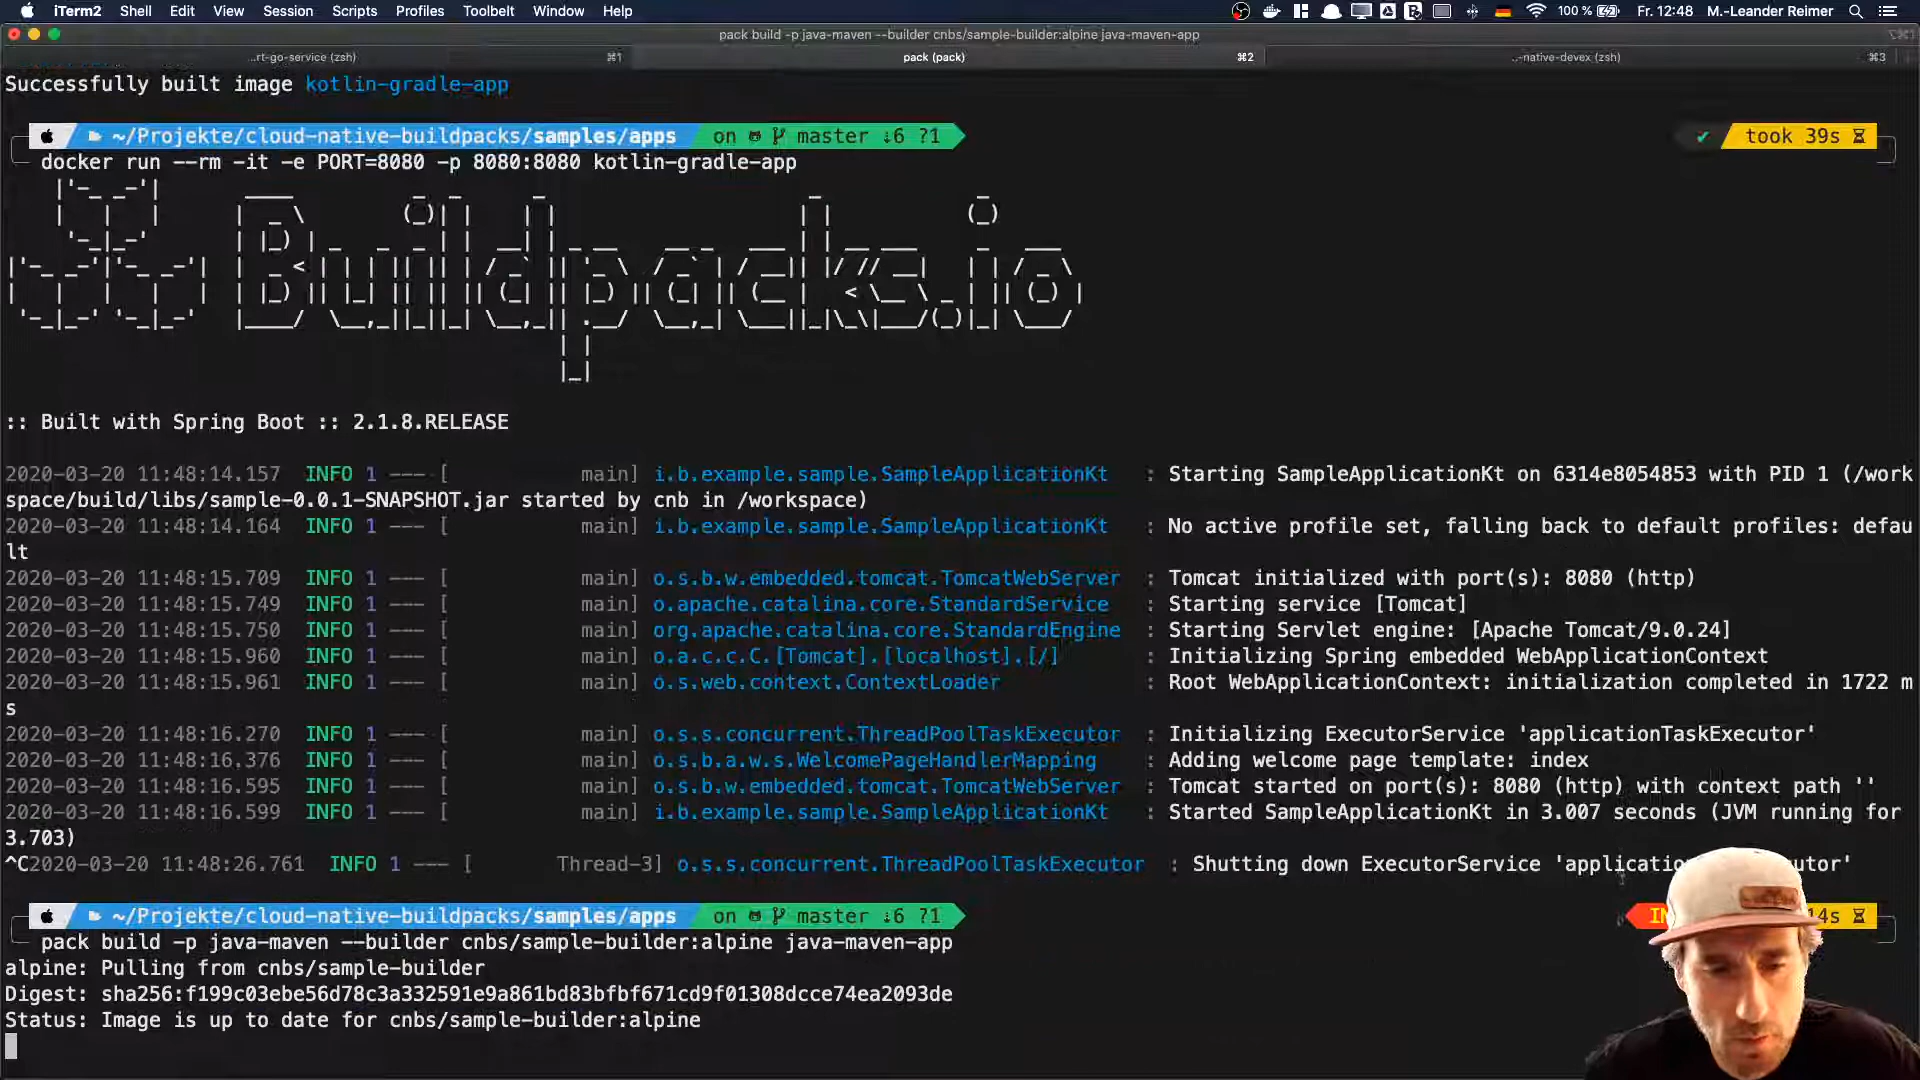 iTerm2 Shell Edit View Session Scripts Profiles Toolbelt Window Help 100 % Fr. 12:48 M.-Leander Reimer
pack build -p java-maven --builder cnbs/sample-builder:alpine java-maven-app
..rt-go-service (zsh) ⌘1 pack (pack) ⌘2 ..-native-devex (zsh) ⌘3
Successfully built image kotlin-gradle-app
~/Projekte/cloud-native-buildpacks/samples/apps on master ⇣6 ?1 ✔ took 39s
docker run --rm -it -e PORT=8080 -p 8080:8080 kotlin-gradle-app
Buildpacks.io
:: Built with Spring Boot :: 2.1.8.RELEASE
2020-03-20 11:48:14.157 INFO 1 --- [ main] i.b.example.sample.SampleApplicationKt : Starting SampleApplicationKt on 6314e8054853 with PID 1 (/work
space/build/libs/sample-0.0.1-SNAPSHOT.jar started by cnb in /workspace)
2020-03-20 11:48:14.164 INFO 1 --- [ main] i.b.example.sample.SampleApplicationKt : No active profile set, falling back to default profiles: defau
lt
2020-03-20 11:48:15.709 INFO 1 --- [ main] o.s.b.w.embedded.tomcat.TomcatWebServer : Tomcat initialized with port(s): 8080 (http)
2020-03-20 11:48:15.749 INFO 1 --- [ main] o.apache.catalina.core.StandardService : Starting service [Tomcat]
2020-03-20 11:48:15.750 INFO 1 --- [ main] org.apache.catalina.core.StandardEngine : Starting Servlet engine: [Apache Tomcat/9.0.24]
2020-03-20 11:48:15.960 INFO 1 --- [ main] o.a.c.c.C.[Tomcat].[localhost].[/] : Initializing Spring embedded WebApplicationContext
2020-03-20 11:48:15.961 INFO 1 --- [ main] o.s.web.context.ContextLoader : Root WebApplicationContext: initialization completed in 1722 m
s
2020-03-20 11:48:16.270 INFO 1 --- [ main] o.s.s.concurrent.ThreadPoolTaskExecutor : Initializing ExecutorService 'applicationTaskExecutor'
2020-03-20 11:48:16.376 INFO 1 --- [ main] o.s.b.a.w.s.WelcomePageHandlerMapping : Adding welcome page template: index
2020-03-20 11:48:16.595 INFO 1 --- [ main] o.s.b.w.embedded.tomcat.TomcatWebServer : Tomcat started on port(s): 8080 (http) with context path ''
2020-03-20 11:48:16.599 INFO 1 --- [ main] i.b.example.sample.SampleApplicationKt : Started SampleApplicationKt in 3.007 seconds (JVM running for
3.703)
^C2020-03-20 11:48:26.761 INFO 1 --- [ Thread-3] o.s.s.concurrent.ThreadPoolTaskExecutor : Shutting down ExecutorService
~/Projekte/cloud-native-buildpacks/samples/apps on master ⇣6 ?1 14s
pack build -p java-maven --builder cnbs/sample-builder:alpine java-maven-app
alpine: Pulling from cnbs/sample-builder
Digest: sha256:f199c03ebe56d78c3a332591e9a861bd83bfbf671cd9f01308dcce74ea2093de
Status: Image is up to date for cnbs/sample-builder:alpine